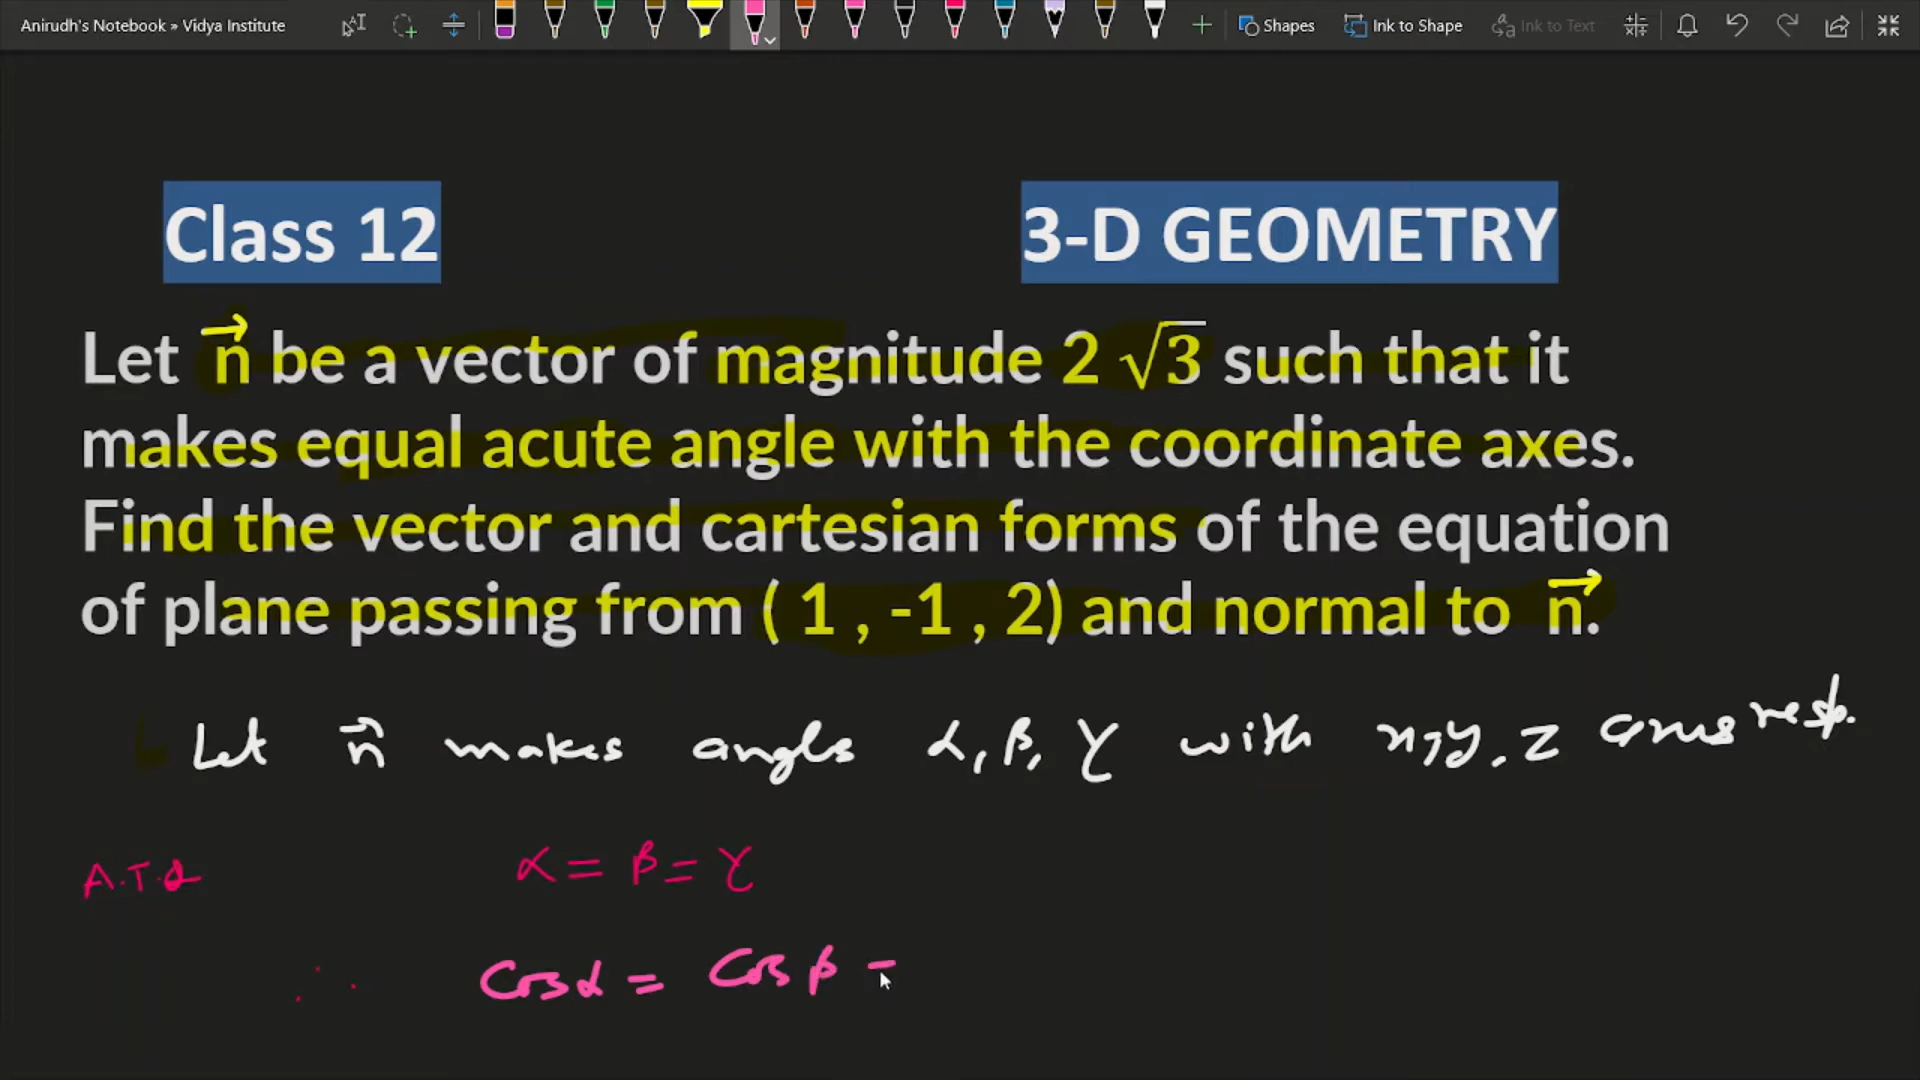 Anirudh's Notebook » Vidya Institute
Shapes
Ink to Shape
Ink to Text
Class 12
3-D GEOMETRY
Let n⃗ be a vector of magnitude 2 √3 such that it
makes equal acute angle with the coordinate axes.
Find the vector and cartesian forms of the equation
of plane passing from ( 1 , -1 , 2) and normal to n⃗.
Let n⃗ makes angles α, β, γ with x, y, z axes resp.
A.T.Q α = β = γ
∴ Cos α = Cos β =